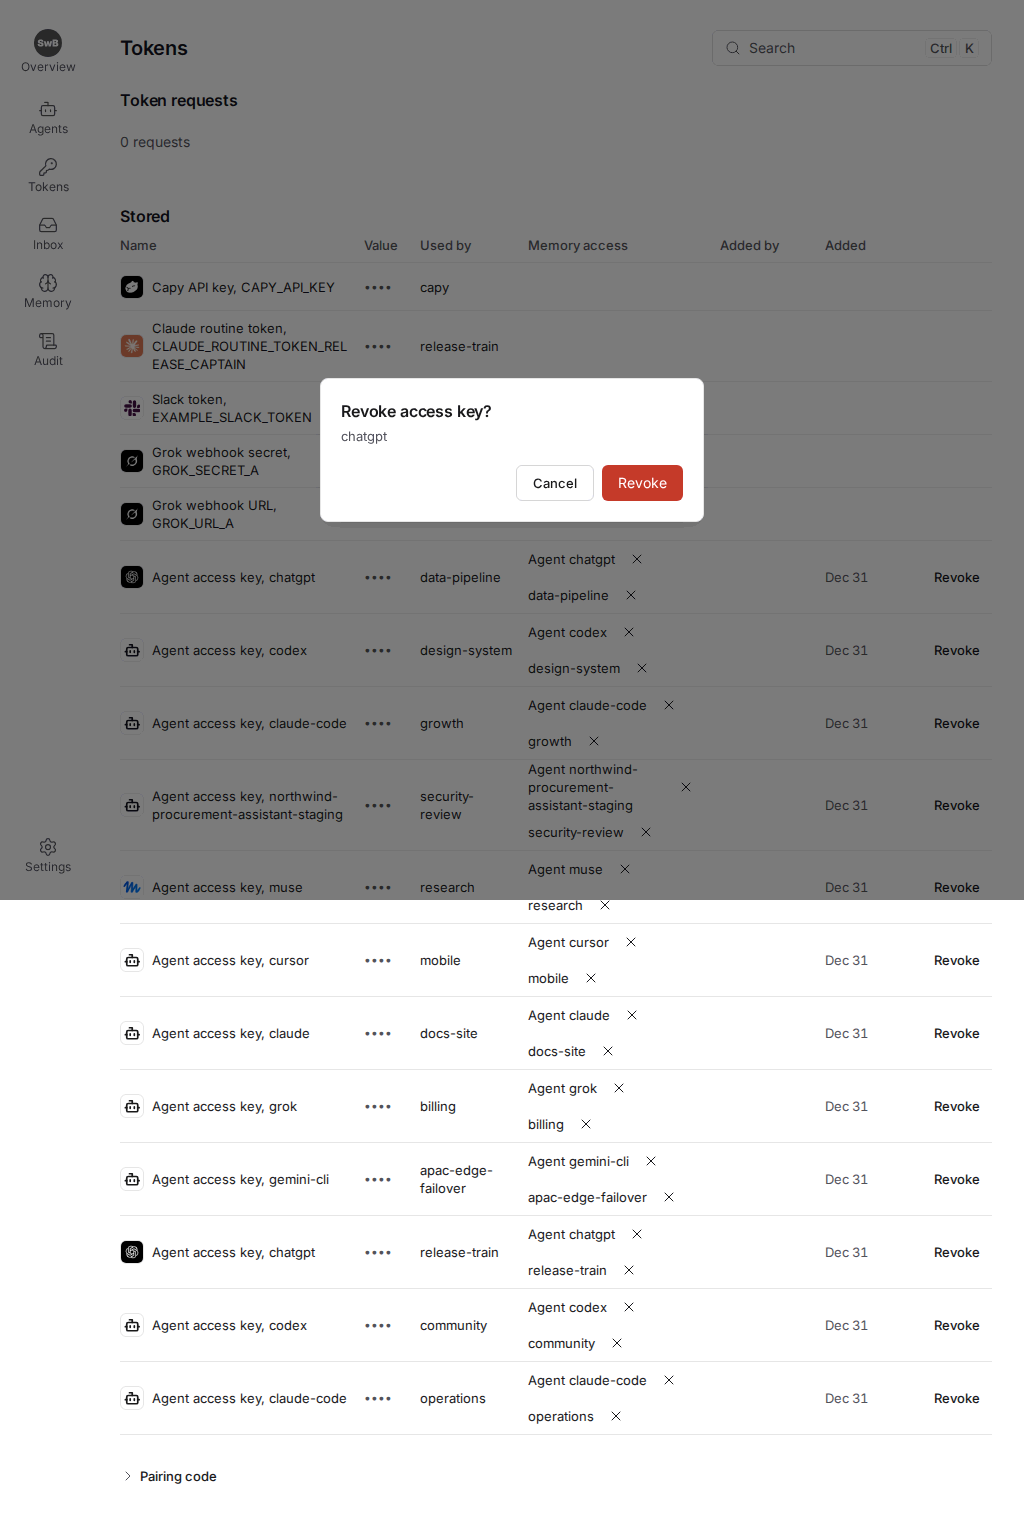 SwB
Overview
Agents
Tokens
Inbox
Memory
Audit
Settings
Tokens
Search
Ctrl K
Token requests
0 requests
Stored
Name Value Used by Memory access Added by Added
Capy API key, CAPY_API_KEY •••• capy
Claude routine token,
CLAUDE_ROUTINE_TOKEN_REL
EASE_CAPTAIN
•••• release-train
Slack token,
EXAMPLE_SLACK_TOKEN
Grok webhook secret,
GROK_SECRET_A
Grok webhook URL,
GROK_URL_A
Revoke access key?
chatgpt
Cancel Revoke
Agent access key, chatgpt •••• data-pipeline
Agent chatgpt
data-pipeline
Dec 31 Revoke
Agent access key, codex •••• design-system
Agent codex
design-system
Dec 31 Revoke
Agent access key, claude-code •••• growth
Agent claude-code
growth
Dec 31 Revoke
Agent access key, northwind-
procurement-assistant-staging
••••
security-
review
Agent northwind-
procurement-
assistant-staging
security-review
Dec 31 Revoke
Agent access key, muse •••• research
Agent muse
research
Dec 31 Revoke
Agent access key, cursor •••• mobile
Agent cursor
mobile
Dec 31 Revoke
Agent access key, claude •••• docs-site
Agent claude
docs-site
Dec 31 Revoke
Agent access key, grok •••• billing
Agent grok
billing
Dec 31 Revoke
Agent access key, gemini-cli ••••
apac-edge-
failover
Agent gemini-cli
apac-edge-failover
Dec 31 Revoke
Agent access key, chatgpt •••• release-train
Agent chatgpt
release-train
Dec 31 Revoke
Agent access key, codex •••• community
Agent codex
community
Dec 31 Revoke
Agent access key, claude-code •••• operations
Agent claude-code
operations
Dec 31 Revoke
Pairing code